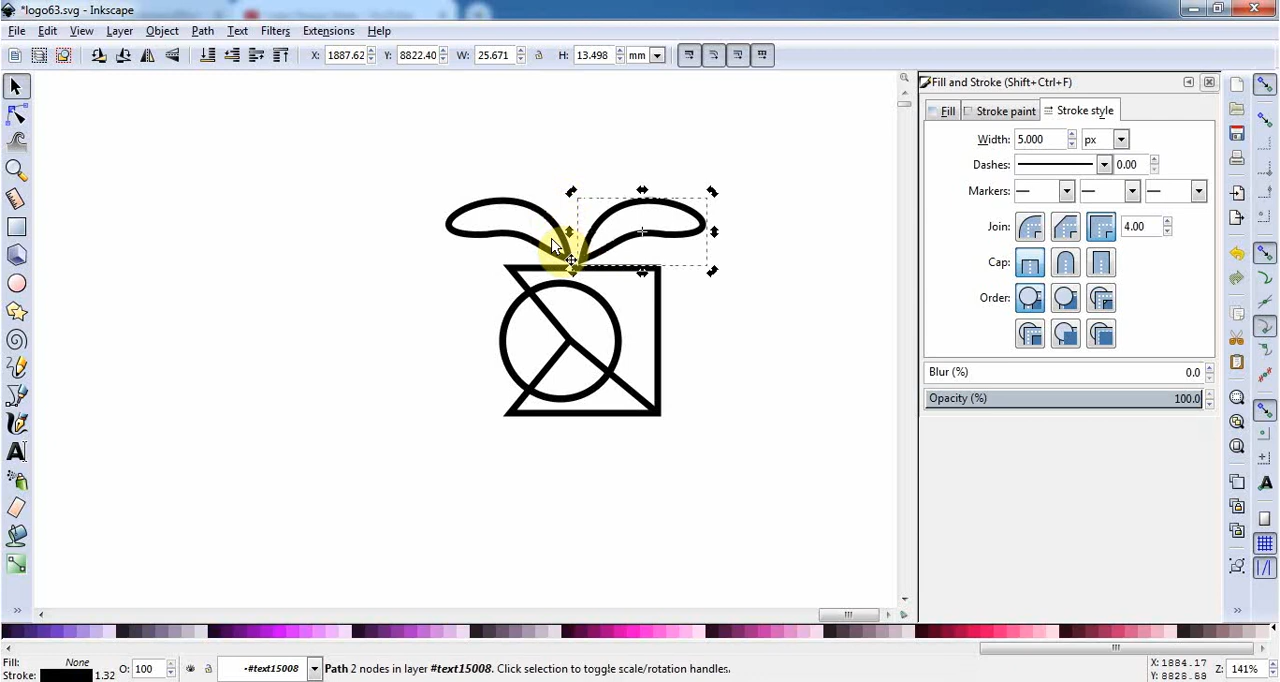 *logo63.svg - Inkscape
File Edit View Layer Object Path Text Filters Extensions Help
X: 1887.62 Y: 8822.40 W: 25.671 H: 13.498 mm
Fill and Stroke (Shift+Ctrl+F)
Fill Stroke paint Stroke style
Width: 5.000 px
Dashes: 0.00
Markers:
Join: 4.00
Cap:
Order:
Blur (%) 0.0
Opacity (%) 100.0
Fill: None O: 100 -#text15008 Path 2 nodes in layer #text15008. Click selection to toggle scale/rotation handles. X: 1884.17 Z: 141%
Stroke: 1.32 Y: 8828.88